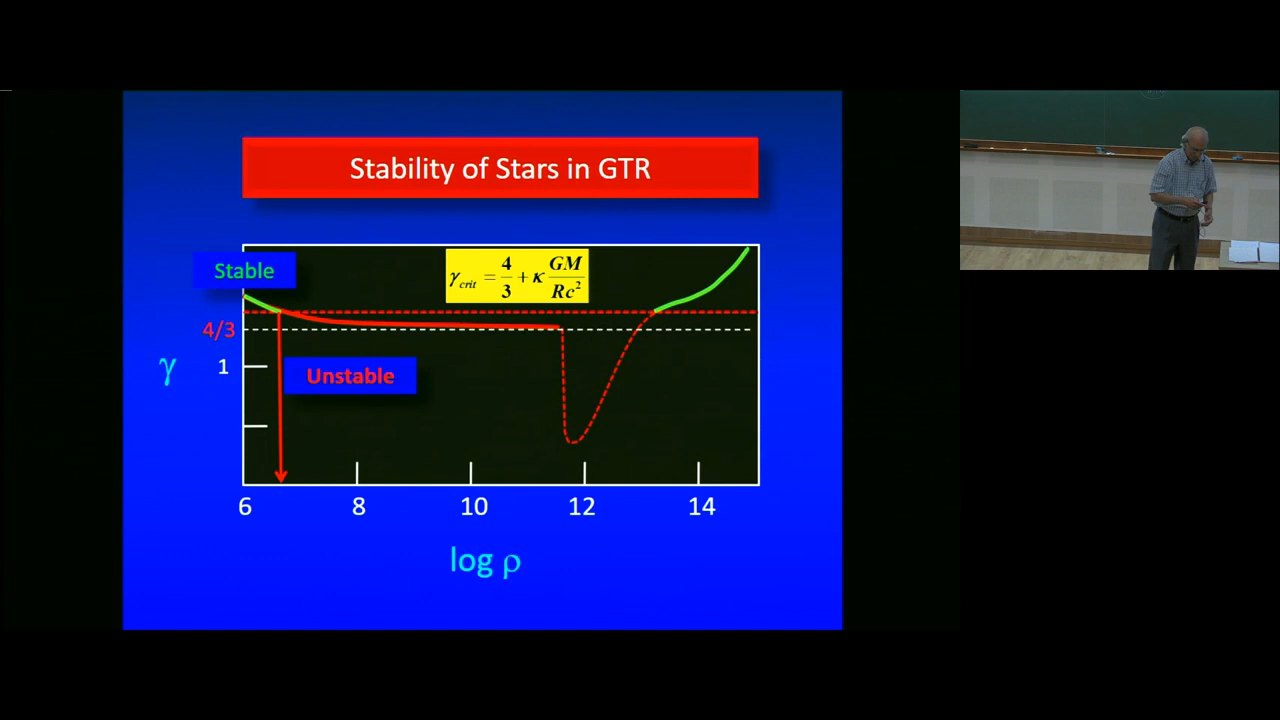 Stability of Stars in GTR
Stable
γcrit = 4/3 + κ GM/Rc²
4/3
γ
1
Unstable
6 8 10 12 14
log ρ